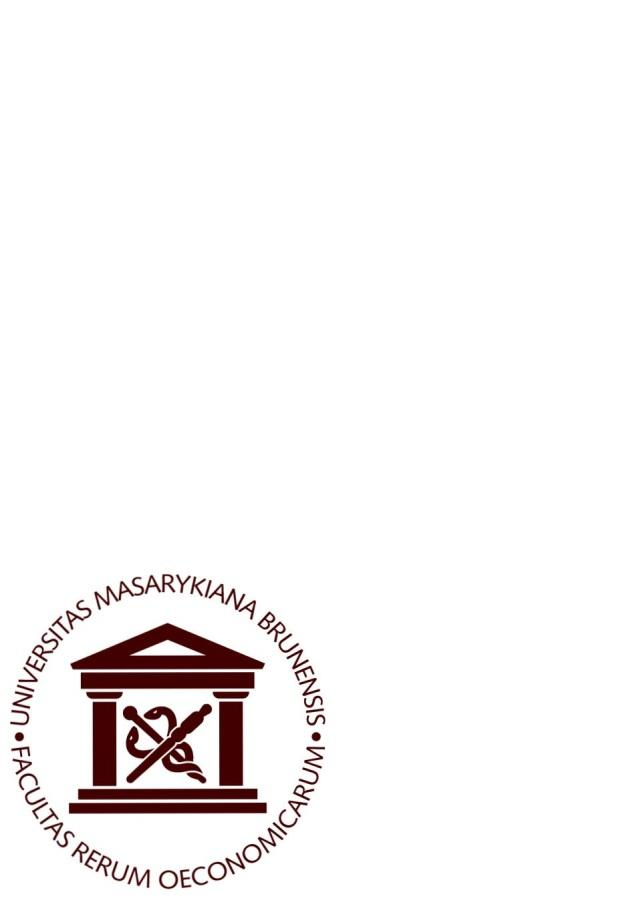 • UNIVERSITAS MASARYKIANA BRUNENSIS •
FACULTAS RERUM OECONOMICARUM